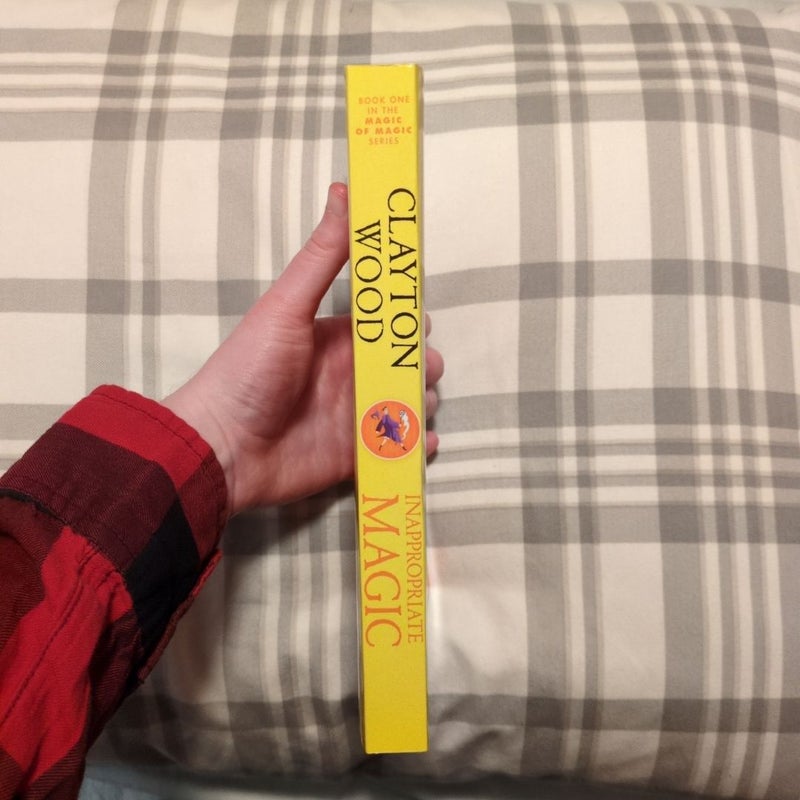 BOOK ONE
IN THE
MAGIC
OF MAGIC
SERIES
CLAYTON
WOOD
INAPPROPRIATE
MAGIC